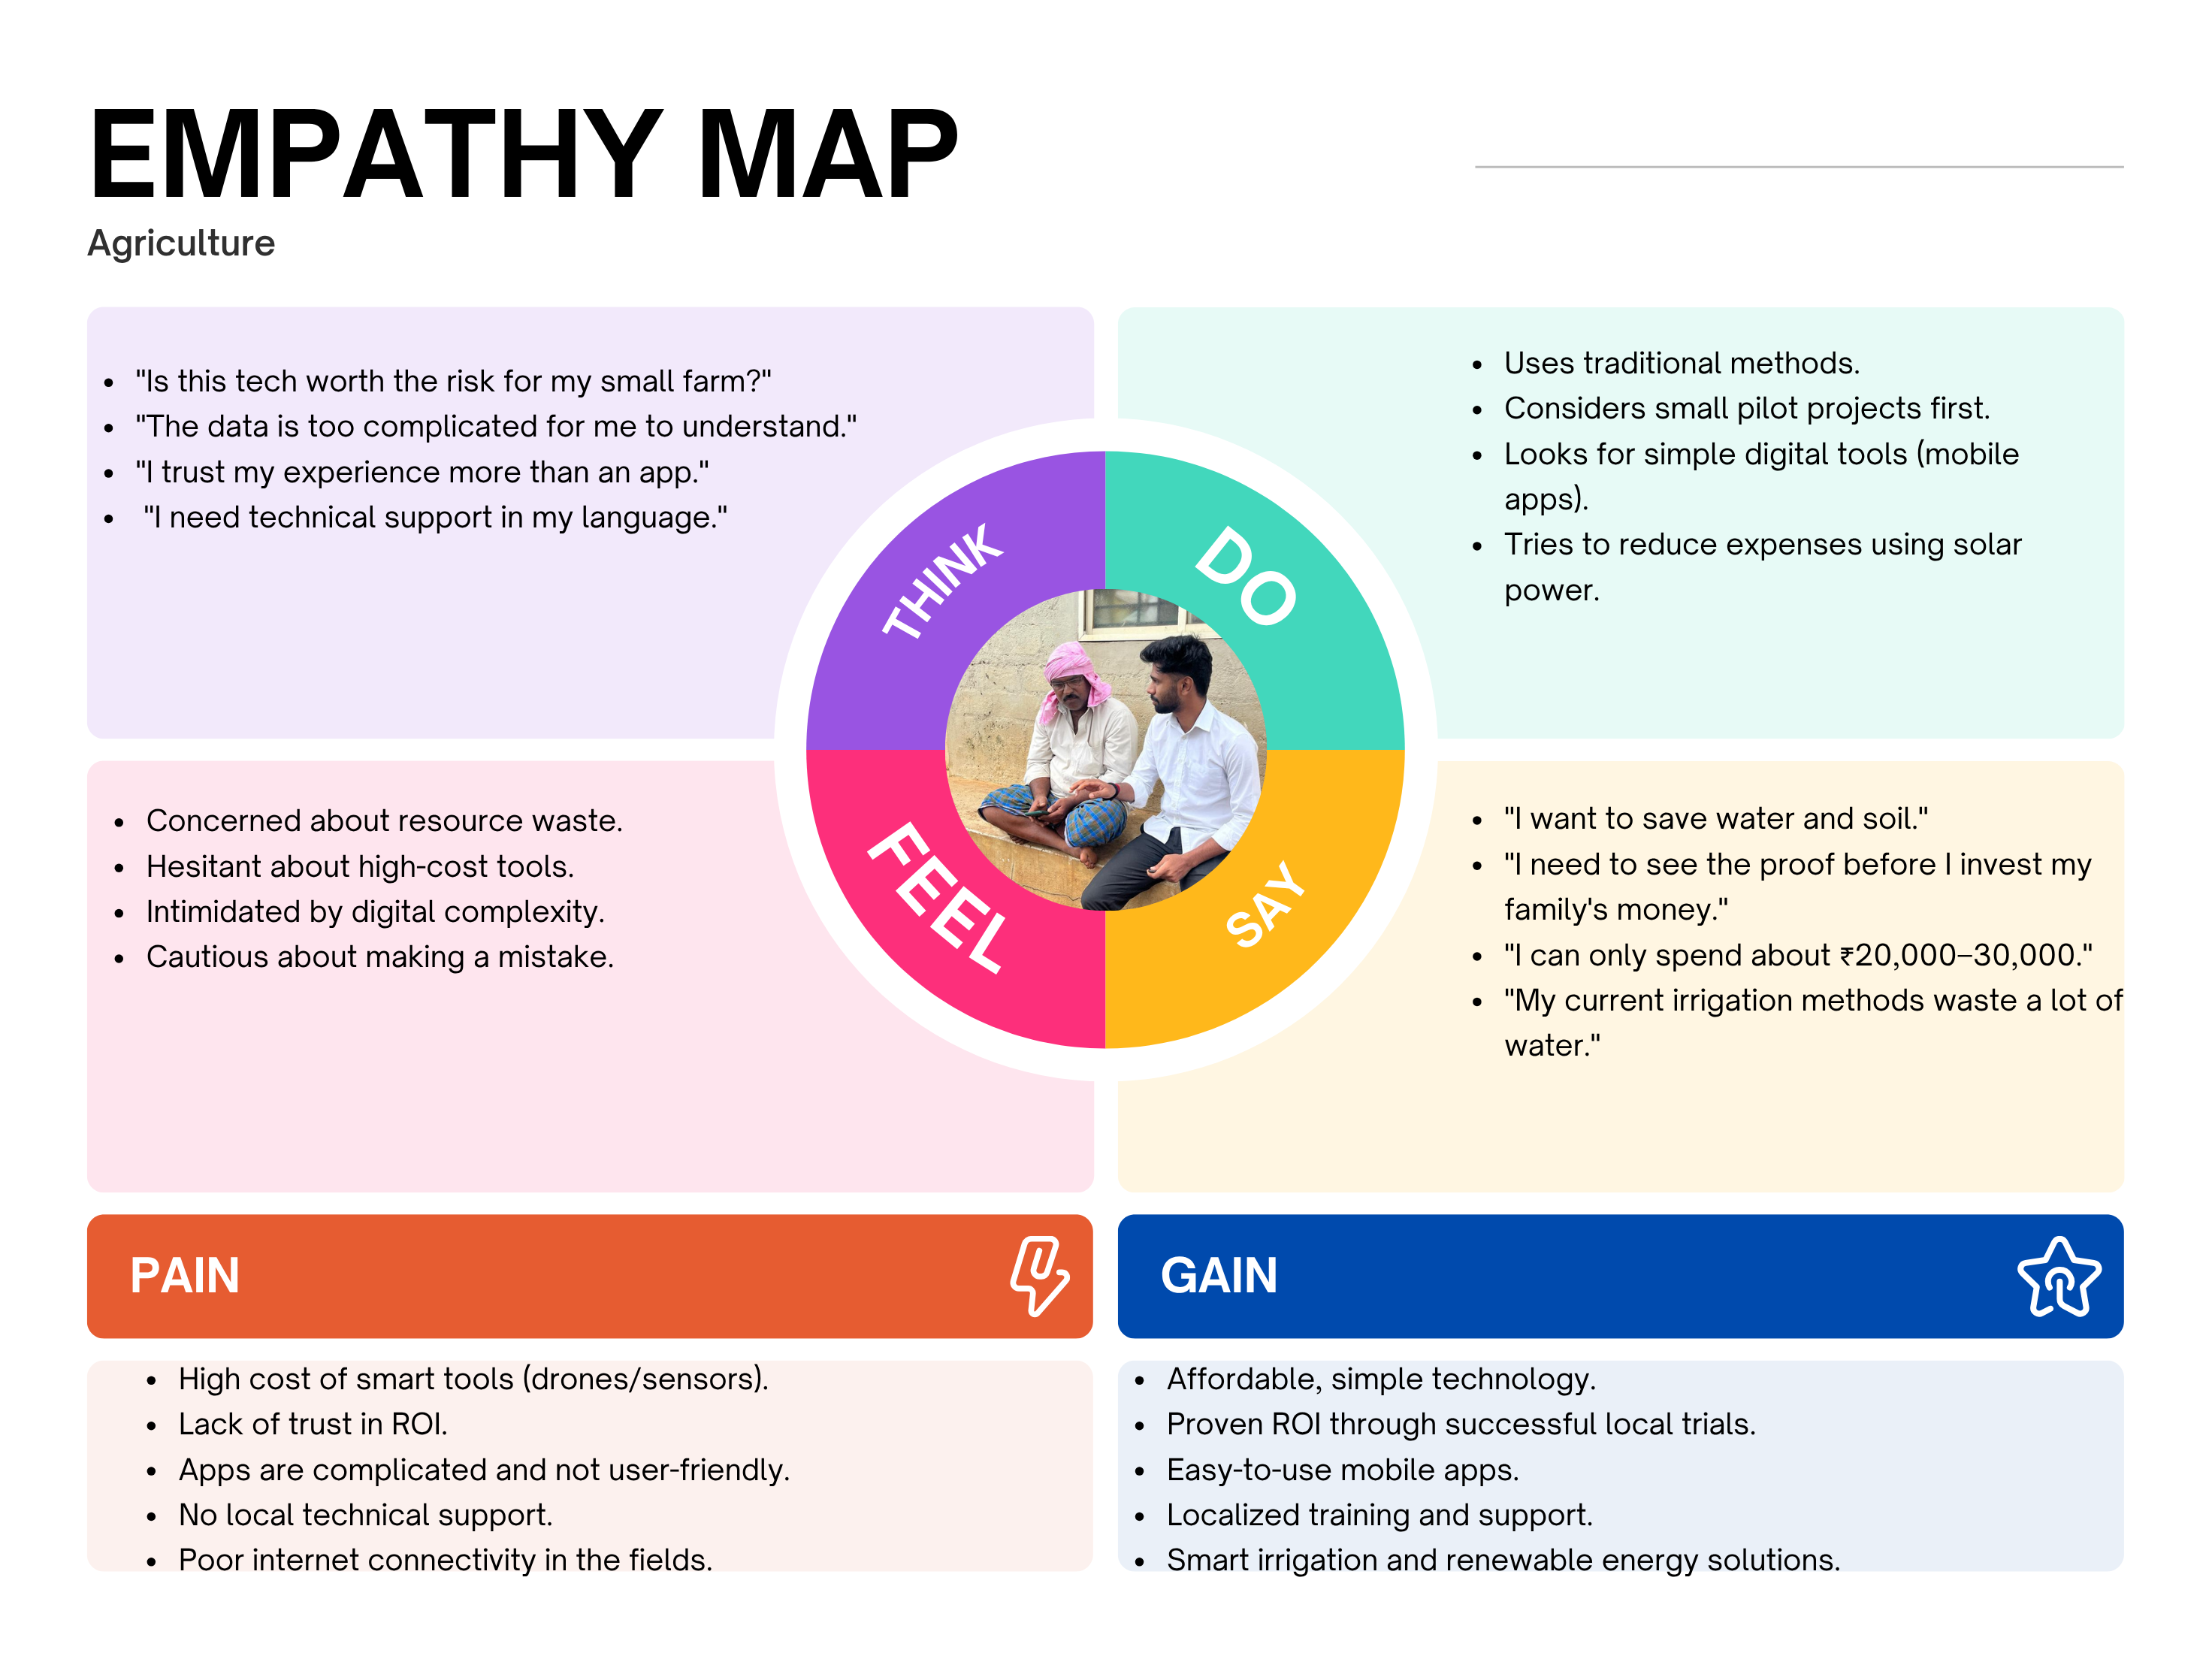 EMPATHY MAP
Agriculture
• "Is this tech worth the risk for my small farm?"
• "The data is too complicated for me to understand."
• "I trust my experience more than an app."
• "I need technical support in my language."
• Uses traditional methods.
• Considers small pilot projects first.
• Looks for simple digital tools (mobile
apps).
• Tries to reduce expenses using solar
power.
THINK
DO
FEEL
SAY
• Concerned about resource waste.
• Hesitant about high-cost tools.
• Intimidated by digital complexity.
• Cautious about making a mistake.
• "I want to save water and soil."
• "I need to see the proof before I invest my
family's money."
• "I can only spend about ₹20,000–30,000."
• "My current irrigation methods waste a lot of
water."
PAIN
• High cost of smart tools (drones/sensors).
• Lack of trust in ROI.
• Apps are complicated and not user-friendly.
• No local technical support.
• Poor internet connectivity in the fields.
GAIN
• Affordable, simple technology.
• Proven ROI through successful local trials.
• Easy-to-use mobile apps.
• Localized training and support.
• Smart irrigation and renewable energy solutions.